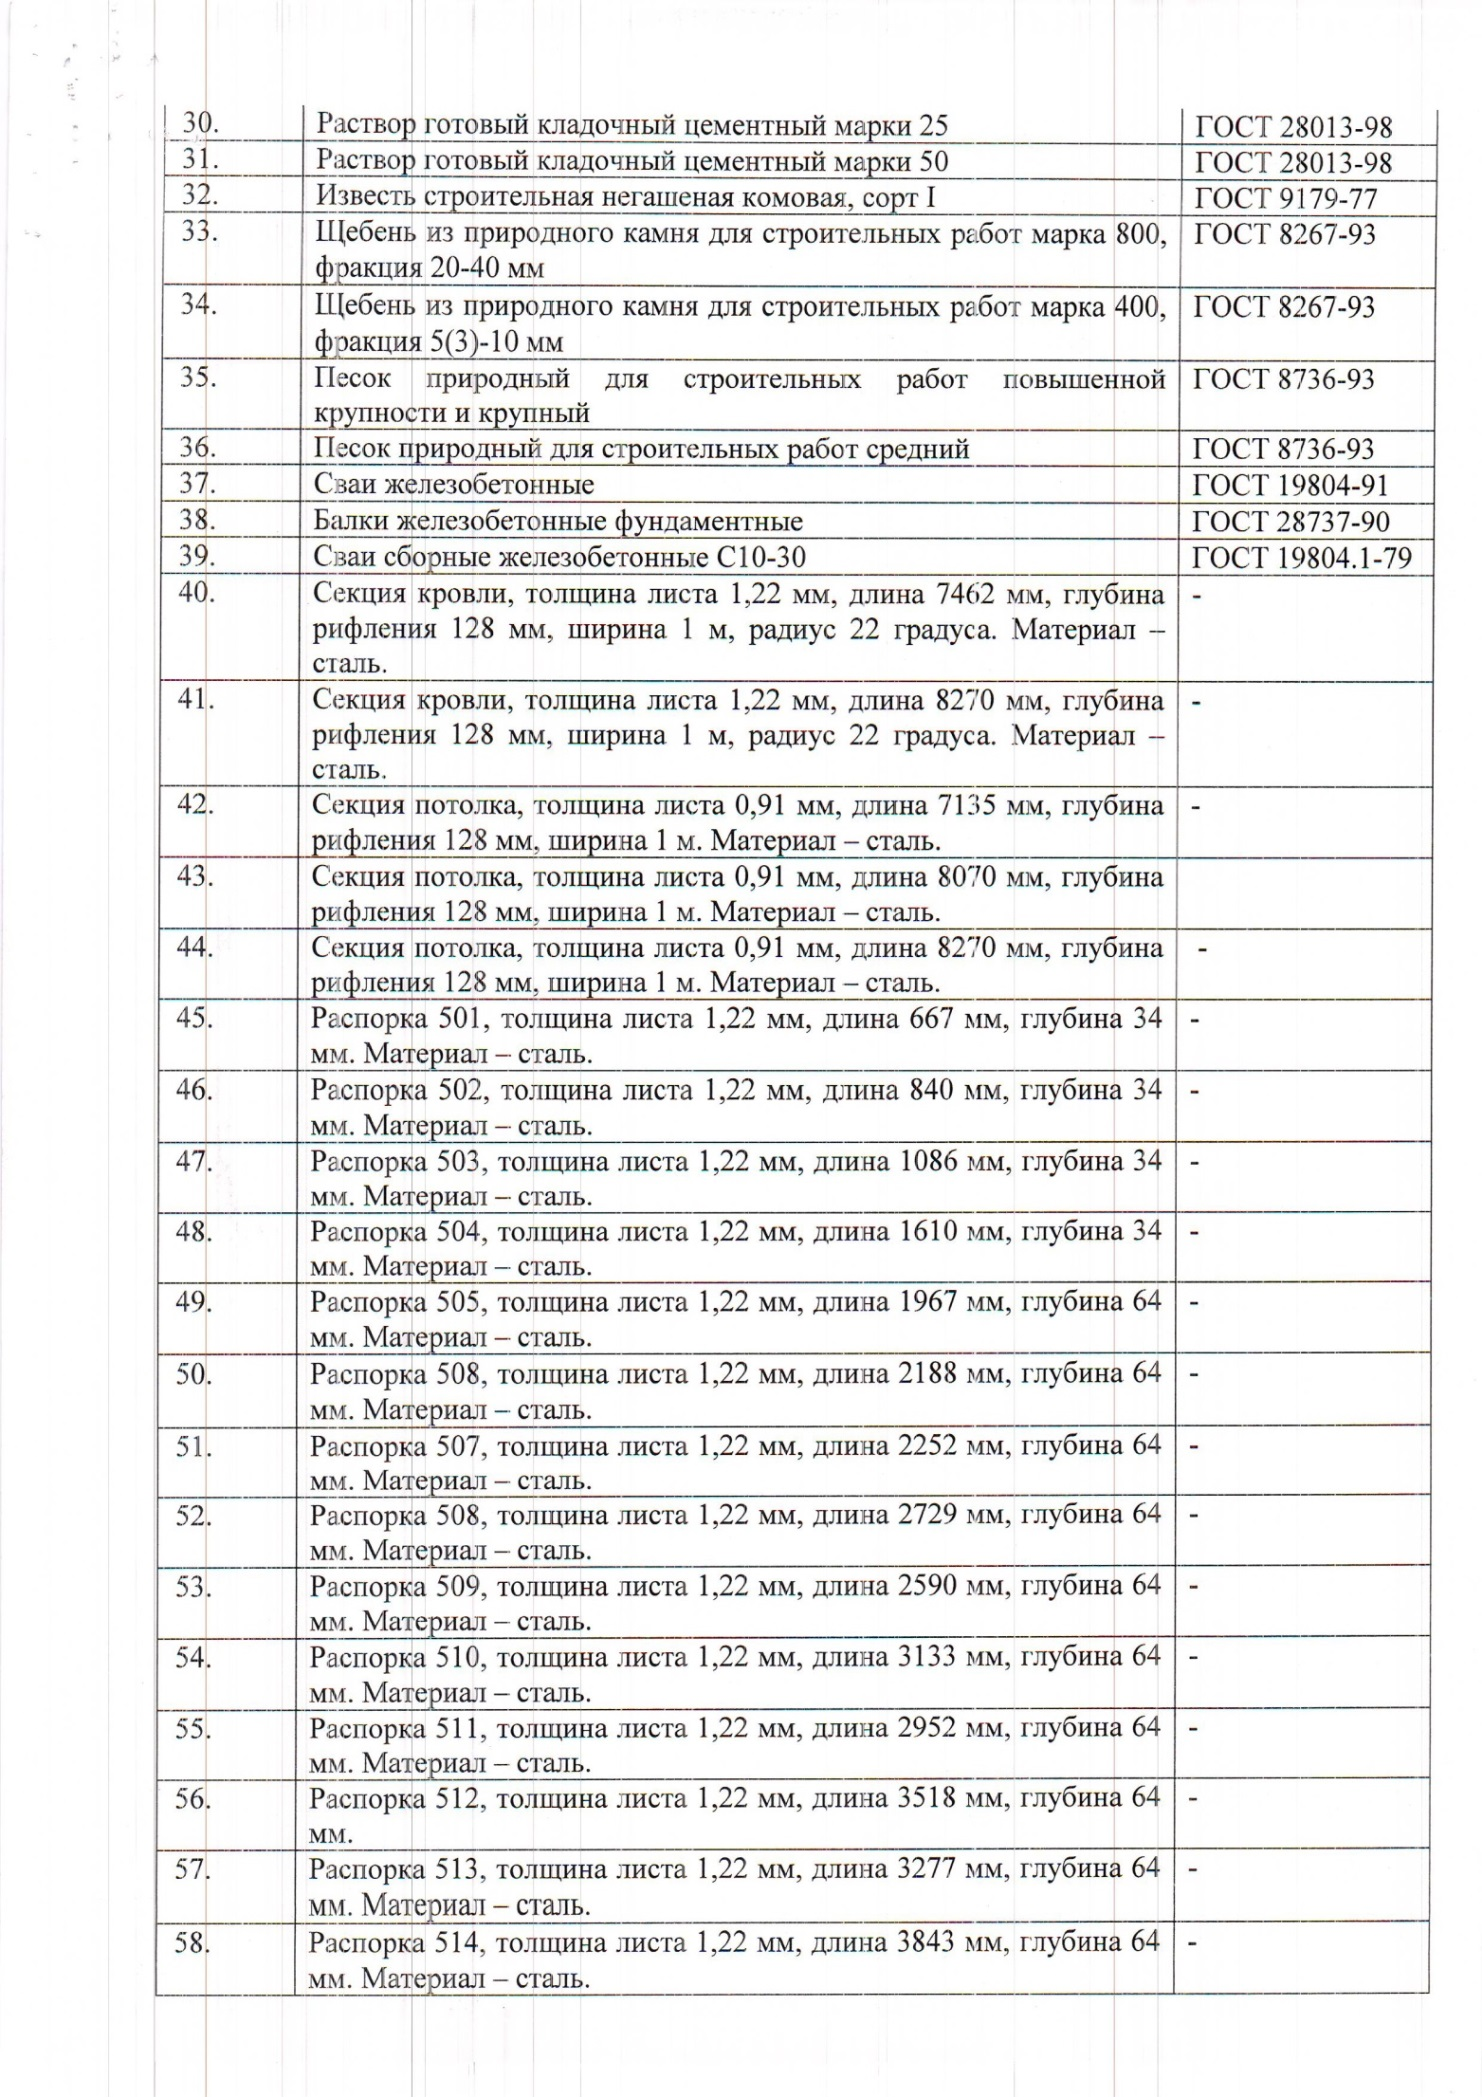 30. Раствор готовый кладочный цементный марки 25 ГОСТ 28013-98
31. Раствор готовый кладочный цементный марки 50 ГОСТ 28013-98
32. Известь строительная негашеная комовая, сорт I ГОСТ 9179-77
33. Щебень из природного камня для строительных работ марка 800, ГОСТ 8267-93
фракция 20-40 мм
34. Щебень из природного камня для строительных работ марка 400, ГОСТ 8267-93
фракция 5(3)-10 мм
35. Песок природный для строительных работ повышенной ГОСТ 8736-93
крупности и крупный
36. Песок природный для строительных работ средний ГОСТ 8736-93
37. Сваи железобетонные ГОСТ 19804-91
38. Балки железобетонные фундаментные ГОСТ 28737-90
39. Сваи сборные железобетонные С10-30 ГОСТ 19804.1-79
40. Секция кровли, толщина листа 1,22 мм, длина 7462 мм, глубина -
рифления 128 мм, ширина 1 м, радиус 22 градуса. Материал –
сталь.
41. Секция кровли, толщина листа 1,22 мм, длина 8270 мм, глубина -
рифления 128 мм, ширина 1 м, радиус 22 градуса. Материал –
сталь.
42. Секция потолка, толщина листа 0,91 мм, длина 7135 мм, глубина -
рифления 128 мм, ширина 1 м. Материал – сталь.
43. Секция потолка, толщина листа 0,91 мм, длина 8070 мм, глубина
рифления 128 мм, ширина 1 м. Материал – сталь.
44. Секция потолка, толщина листа 0,91 мм, длина 8270 мм, глубина -
рифления 128 мм, ширина 1 м. Материал – сталь.
45. Распорка 501, толщина листа 1,22 мм, длина 667 мм, глубина 34 -
мм. Материал – сталь.
46. Распорка 502, толщина листа 1,22 мм, длина 840 мм, глубина 34 -
мм. Материал – сталь.
47. Распорка 503, толщина листа 1,22 мм, длина 1086 мм, глубина 34 -
мм. Материал – сталь.
48. Распорка 504, толщина листа 1,22 мм, длина 1610 мм, глубина 34 -
мм. Материал – сталь.
49. Распорка 505, толщина листа 1,22 мм, длина 1967 мм, глубина 64 -
мм. Материал – сталь.
50. Распорка 508, толщина листа 1,22 мм, длина 2188 мм, глубина 64 -
мм. Материал – сталь.
51. Распорка 507, толщина листа 1,22 мм, длина 2252 мм, глубина 64 -
мм. Материал – сталь.
52. Распорка 508, толщина листа 1,22 мм, длина 2729 мм, глубина 64 -
мм. Материал – сталь.
53. Распорка 509, толщина листа 1,22 мм, длина 2590 мм, глубина 64 -
мм. Материал – сталь.
54. Распорка 510, толщина листа 1,22 мм, длина 3133 мм, глубина 64 -
мм. Материал – сталь.
55. Распорка 511, толщина листа 1,22 мм, длина 2952 мм, глубина 64 -
мм. Материал – сталь.
56. Распорка 512, толщина листа 1,22 мм, длина 3518 мм, глубина 64 -
мм.
57. Распорка 513, толщина листа 1,22 мм, длина 3277 мм, глубина 64 -
мм. Материал – сталь.
58. Распорка 514, толщина листа 1,22 мм, длина 3843 мм, глубина 64 -
мм. Материал – сталь.